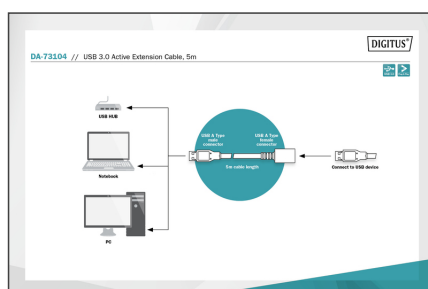 DIGITUS®
DA-73104 // USB 3.0 Active Extension Cable, 5m
USB HUB
USB A Type
male
connector
USB A Type
female
connector
5m cable length
Connect to USB device
Notebook
PC